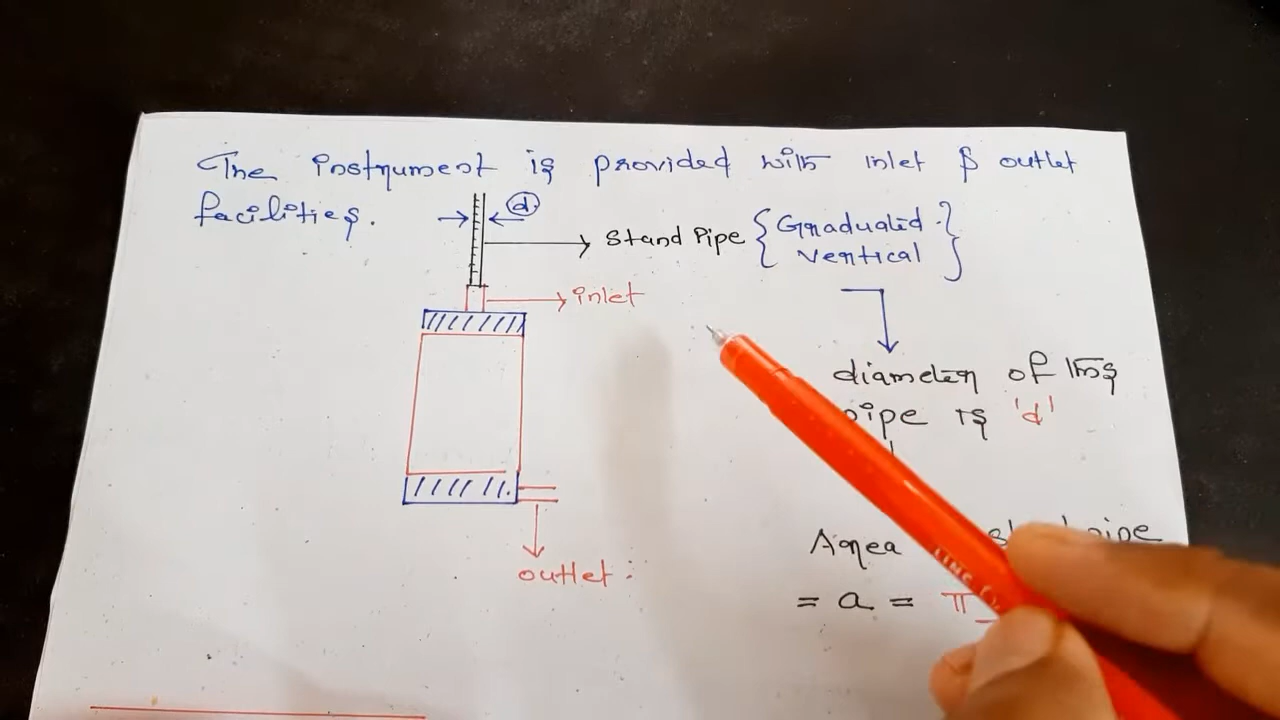 The instrument is provided with inlet & outlet
facilities.
d
Stand Pipe { Graduated
Vertical }
inlet
diameter of this
pipe is 'd'
Area pipe
= a = π
outlet :